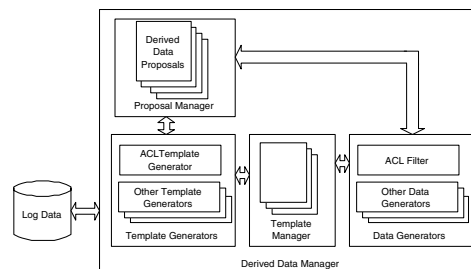 Derived
Data
Proposals
Proposal Manager
ACLTemplate
Generator
Other Template
Generators
Template Generators
Template
Manager
ACL Filter
Other Data
Generators
Data Generators
Log Data
Derived Data Manager